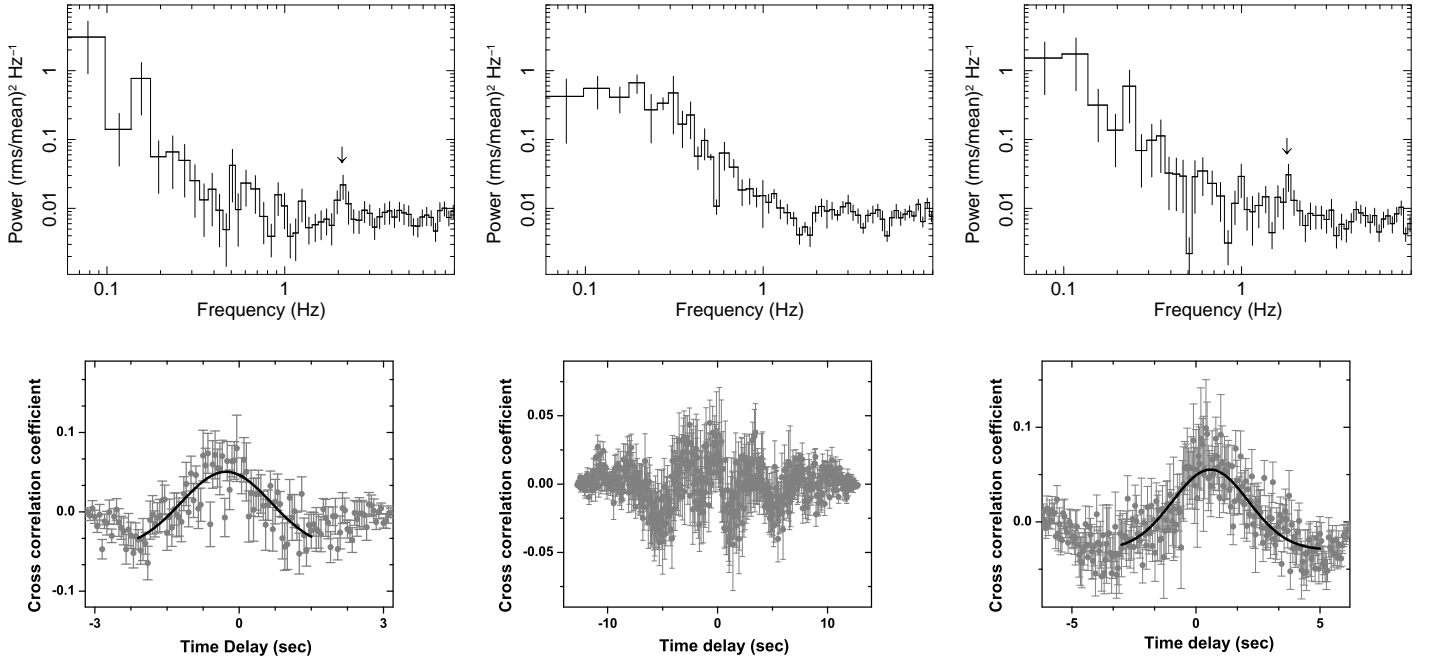 Power (rms/mean)² Hz⁻¹
1
0.1
0.01
0.1
1
Frequency (Hz)
Power (rms/mean)² Hz⁻¹
1
0.1
0.01
0.1
1
Frequency (Hz)
Power (rms/mean)² Hz⁻¹
1
0.1
0.01
0.1
1
Frequency (Hz)
Cross correlation coefficient
0.1
0.0
-0.1
-3
0
3
Time Delay (sec)
Cross correlation coefficient
0.05
0.00
-0.05
-10
0
10
Time delay (sec)
Cross correlation coefficient
0.1
0.0
-5
0
5
Time delay (sec)